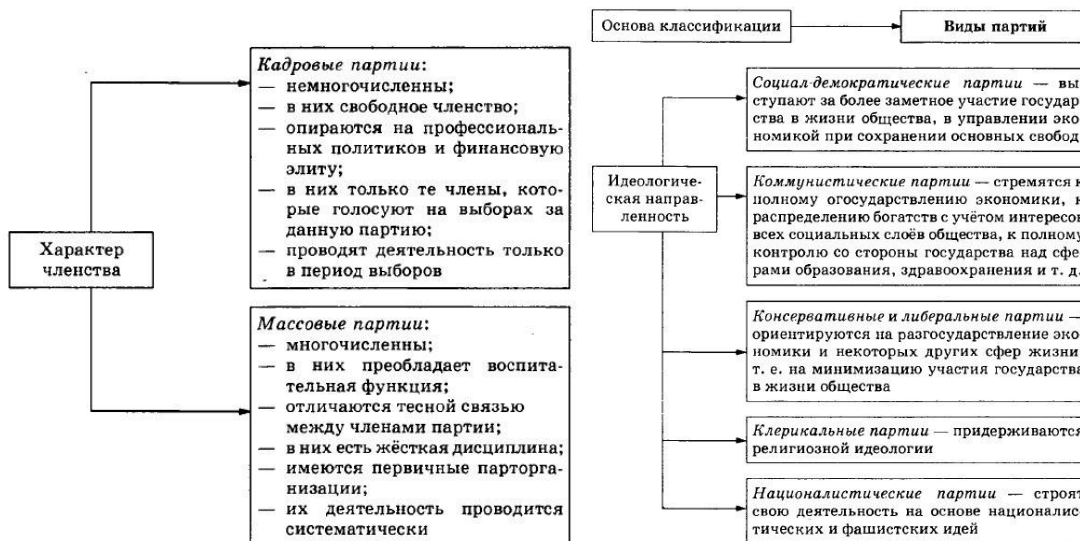 Характер
членства
Кадровые партии:
— немногочисленны;
— в них свободное членство;
— опираются на профессиональ-
ных политиков и финансовую
элиту;
— в них только те члены, кото-
рые голосуют на выборах за
данную партию;
— проводят деятельность только
в период выборов
Массовые партии:
— многочисленны;
— в них преобладает воспита-
тельная функция;
— отличаются тесной связью
между членами партии;
— в них есть жёсткая дисциплина;
— имеются первичные парторга-
низации;
— их деятельность проводится
систематически
Основа классификации
Виды партий
Идеологиче-
ская направ-
ленность
Социал-демократические партии — вы-
ступают за более заметное участие государ-
ства в жизни общества, в управлении эко-
номикой при сохранении основных свобод
Коммунистические партии — стремятся к
полному огосударствлению экономики, к
распределению богатств с учётом интересов
всех социальных слоёв общества, к полному
контролю со стороны государства над сфе-
рами образования, здравоохранения и т. д.
Консервативные и либеральные партии —
ориентируются на разгосударствление эко-
номики и некоторых других сфер жизни,
т. е. на минимизацию участия государства
в жизни общества
Клерикальные партии — придерживаются
религиозной идеологии
Националистические партии — строят
свою деятельность на основе националис-
тических и фашистских идей